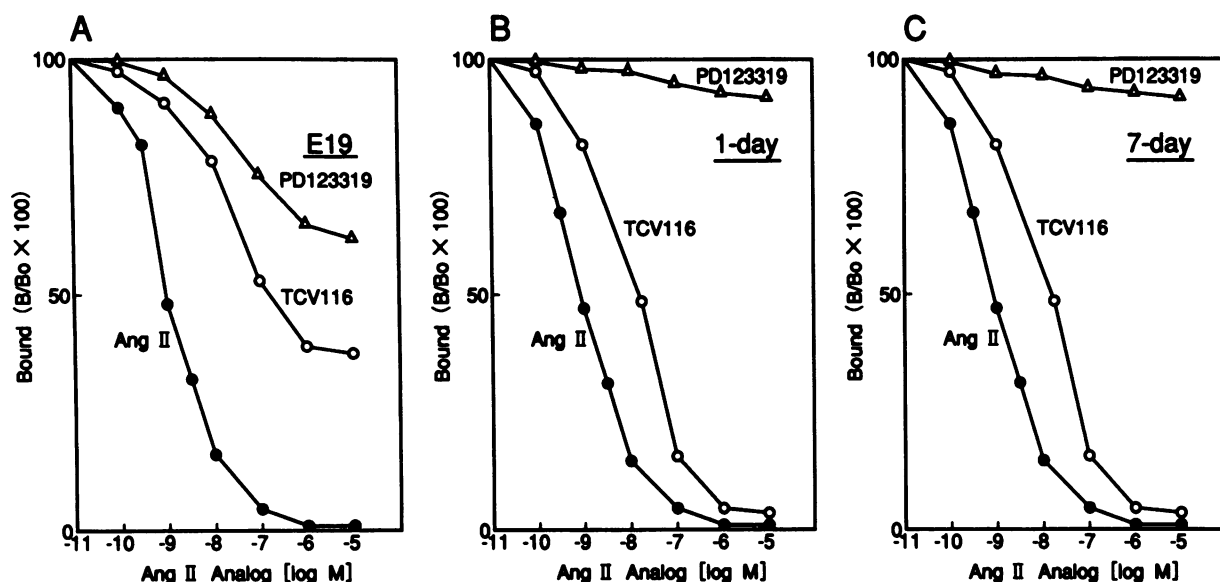 A
100
50
0
Bound (B/Bo × 100)
E19
PD123319
TCV116
Ang II
-11 -10 -9 -8 -7 -6 -5
Ang II Analog [log M]
B
100
50
0
Bound (B/Bo × 100)
PD123319
1-day
TCV116
Ang II
-11 -10 -9 -8 -7 -6 -5
Ang II Analog [log M]
C
100
50
0
Bound (B/Bo × 100)
PD123319
7-day
TCV116
Ang II
-11 -10 -9 -8 -7 -6 -5
Ang II Analog [log M]